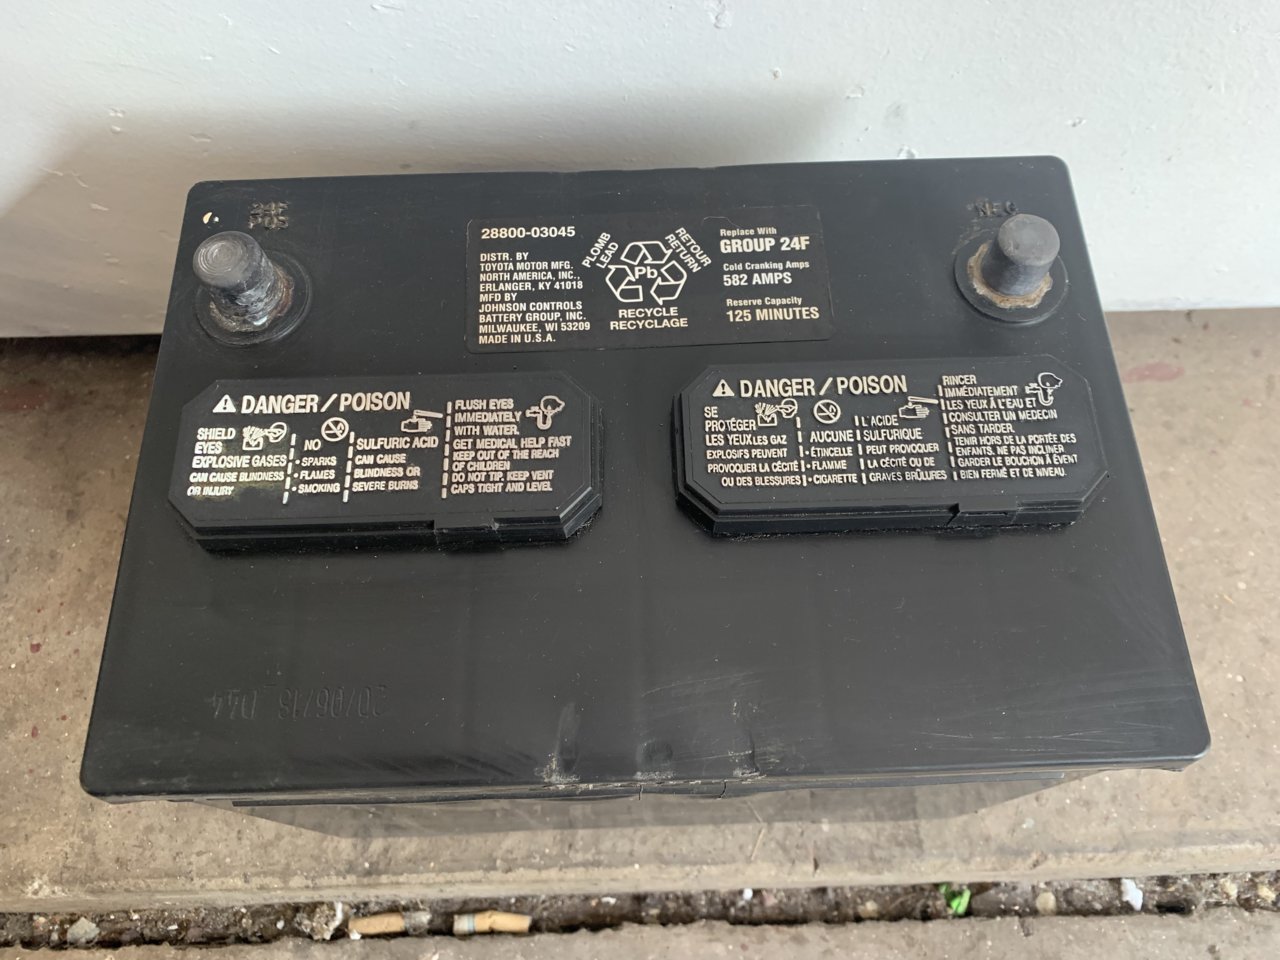 24F
POS
NEG
28800-03045
DISTR. BY
TOYOTA MOTOR MFG.
NORTH AMERICA, INC.
ERLANGER, KY 41018
MFD BY
JOHNSON CONTROLS
BATTERY GROUP, INC.
MILWAUKEE, WI 53209
MADE IN U.S.A.
PLOMB
LEAD
RETOUR
RETURN
Pb
RECYCLE
RECYCLAGE
Replace With
GROUP 24F
Cold Cranking Amps
582 AMPS
Reserve Capacity
125 MINUTES
DANGER/POISON
SHIELD
EYES
EXPLOSIVE GASES
CAN CAUSE BLINDNESS
OR INJURY
NO
• SPARKS
• FLAMES
• SMOKING
SULFURIC ACID
CAN CAUSE
BLINDNESS OR
SEVERE BURNS
FLUSH EYES
IMMEDIATELY
WITH WATER.
GET MEDICAL HELP FAST
KEEP OUT OF THE REACH
OF CHILDREN
DO NOT TIP. KEEP VENT
CAPS TIGHT AND LEVEL
DANGER/POISON
SE
PROTÉGER
LES YEUX LES GAZ
EXPLOSIFS PEUVENT
PROVOQUER LA CÉCITÉ
OU DES BLESSURES
AUCUNE
• ÉTINCELLE
• FLAMME
• CIGARETTE
L'ACIDE
SULFURIQUE
PEUT PROVOQUER
LA CÉCITÉ OU DE
GRAVES BRÛLURES
RINCER
IMMÉDIATEMENT
LES YEUX À L'EAU ET
CONSULTER UN MEDECIN
SANS TARDER.
TENIR HORS DE LA PORTÉE DES
ENFANTS. NE PAS INCLINER
GARDER LE BOUCHON À ÉVENT
BIEN FERMÉ ET DE NIVEAU